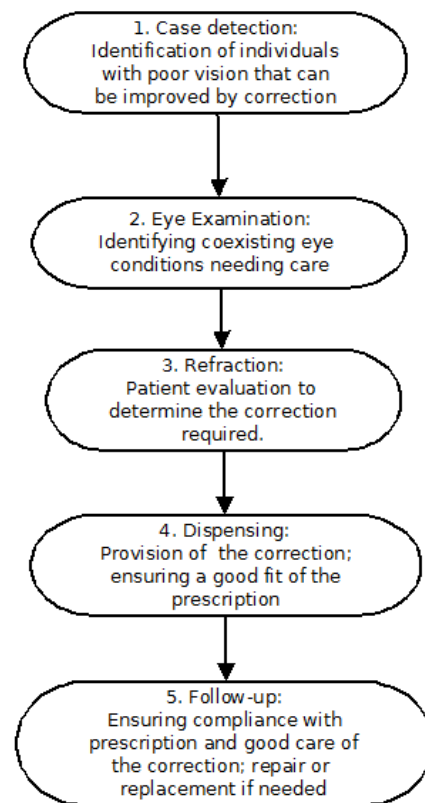 1. Case detection:
Identification of individuals
with poor vision that can
be improved by correction
2. Eye Examination:
Identifying coexisting eye
conditions needing care
3. Refraction:
Patient evaluation to
determine the correction
required.
4. Dispensing:
Provision of the correction;
ensuring a good fit of the
prescription
5. Follow-up:
Ensuring compliance with
prescription and good care of
the correction; repair or
replacement if needed